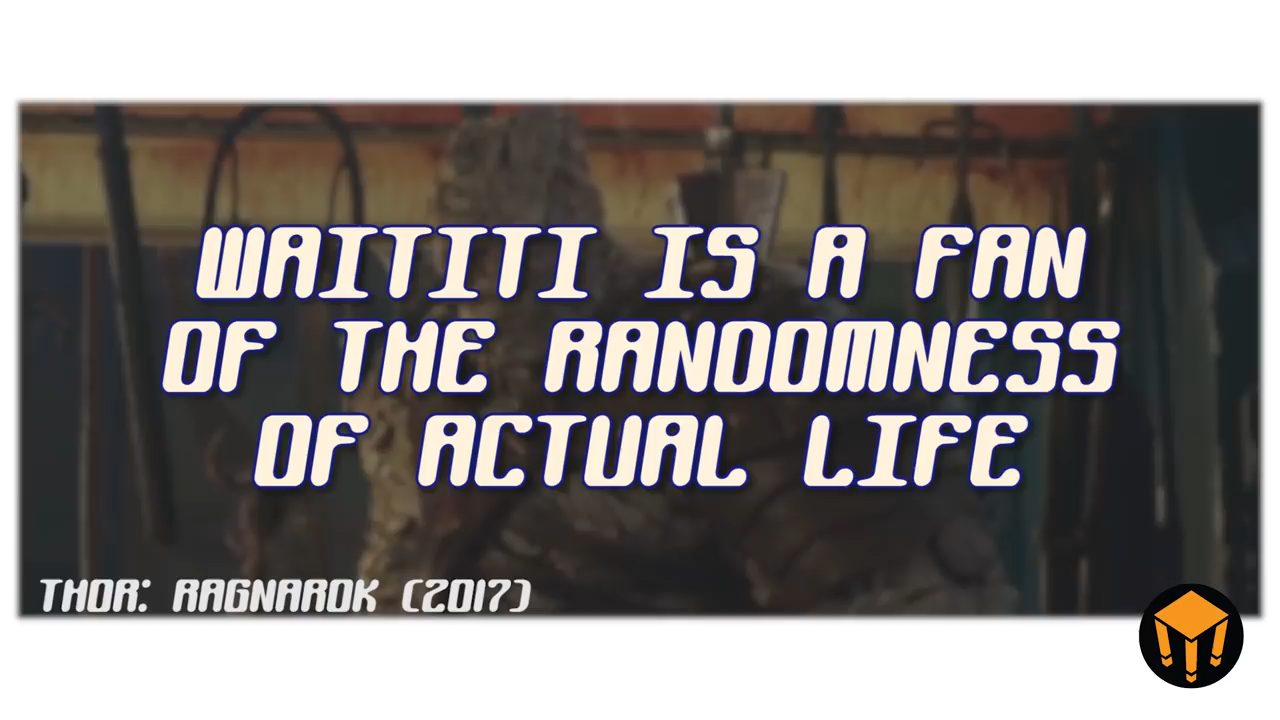 WAITITI IS A FAN
OF THE RANDOMNESS
OF ACTUAL LIFE
THOR: RAGNAROK (2017)